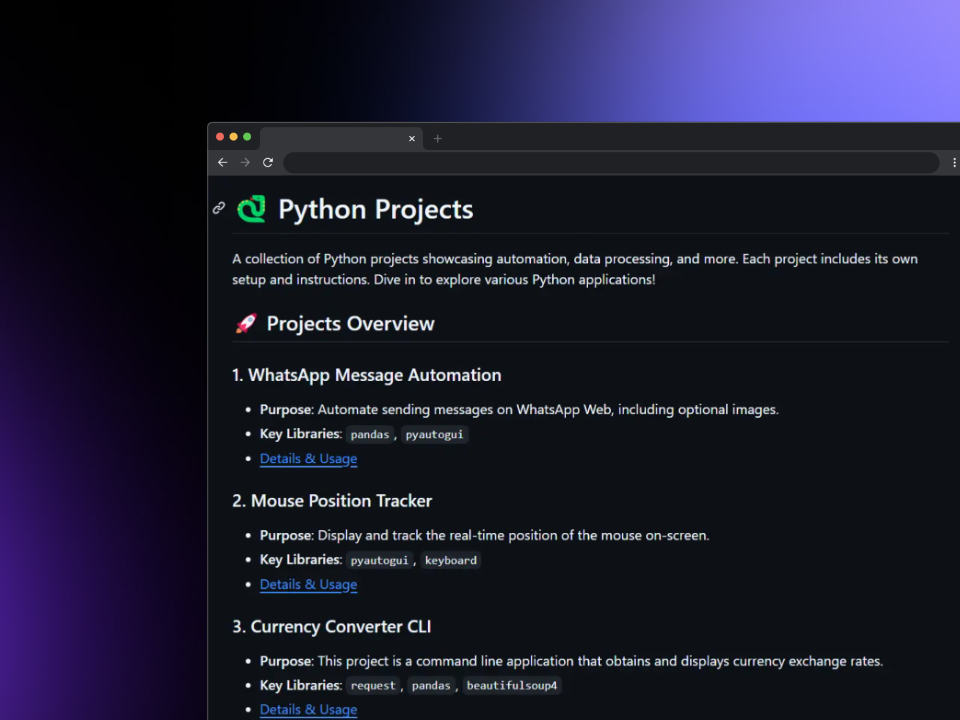 Python Projects
A collection of Python projects showcasing automation, data processing, and more. Each project includes its own
setup and instructions. Dive in to explore various Python applications!
Projects Overview
1. WhatsApp Message Automation
• Purpose: Automate sending messages on WhatsApp Web, including optional images.
• Key Libraries: pandas, pyautogui
• Details & Usage
2. Mouse Position Tracker
• Purpose: Display and track the real-time position of the mouse on-screen.
• Key Libraries: pyautogui, keyboard
• Details & Usage
3. Currency Converter CLI
• Purpose: This project is a command line application that obtains and displays currency exchange rates.
• Key Libraries: request, pandas, beautifulsoup4
• Details & Usage